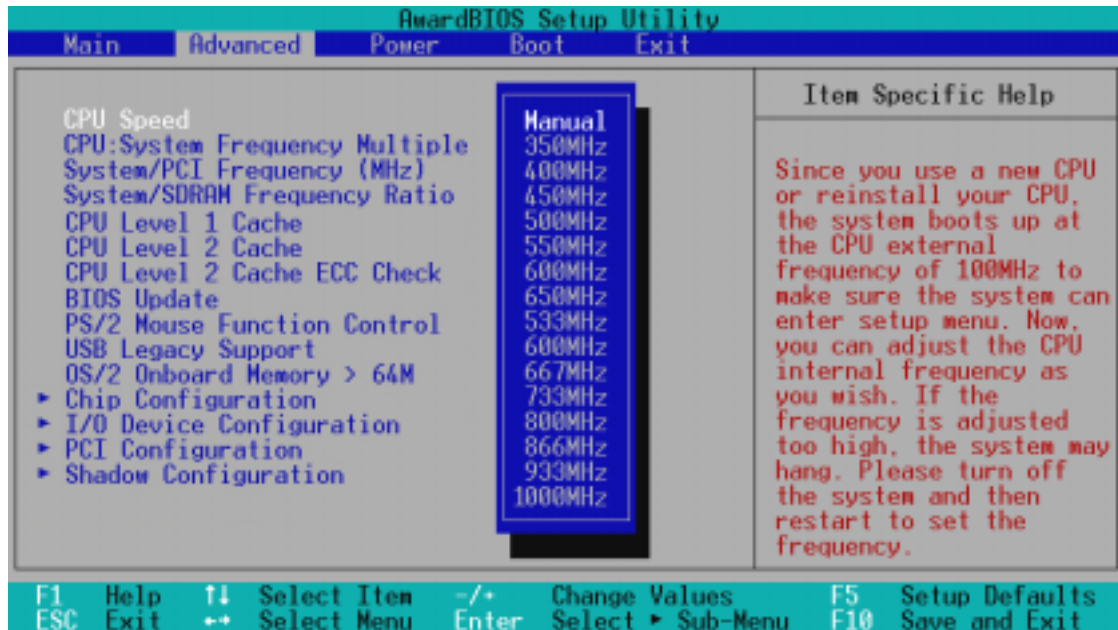 AwardBIOS Setup Utility
Main Advanced Power Boot Exit
CPU Speed
CPU:System Frequency Multiple
System/PCI Frequency (MHz)
System/SDRAM Frequency Ratio
CPU Level 1 Cache
CPU Level 2 Cache
CPU Level 2 Cache ECC Check
BIOS Update
PS/2 Mouse Function Control
USB Legacy Support
OS/2 Onboard Memory > 64M
► Chip Configuration
► I/O Device Configuration
► PCI Configuration
► Shadow Configuration
Manual
350MHz
400MHz
450MHz
500MHz
550MHz
600MHz
650MHz
533MHz
600MHz
667MHz
733MHz
800MHz
866MHz
933MHz
1000MHz
Item Specific Help
Since you use a new CPU
or reinstall your CPU,
the system boots up at
the CPU external
frequency of 100MHz to
make sure the system can
enter setup menu. Now,
you can adjust the CPU
internal frequency as
you wish. If the
frequency is adjusted
too high, the system may
hang. Please turn off
the system and then
restart to set the
frequency.
F1 Help ↑↓ Select Item -/+ Change Values F5 Setup Defaults
ESC Exit ←→ Select Menu Enter Select ► Sub-Menu F10 Save and Exit